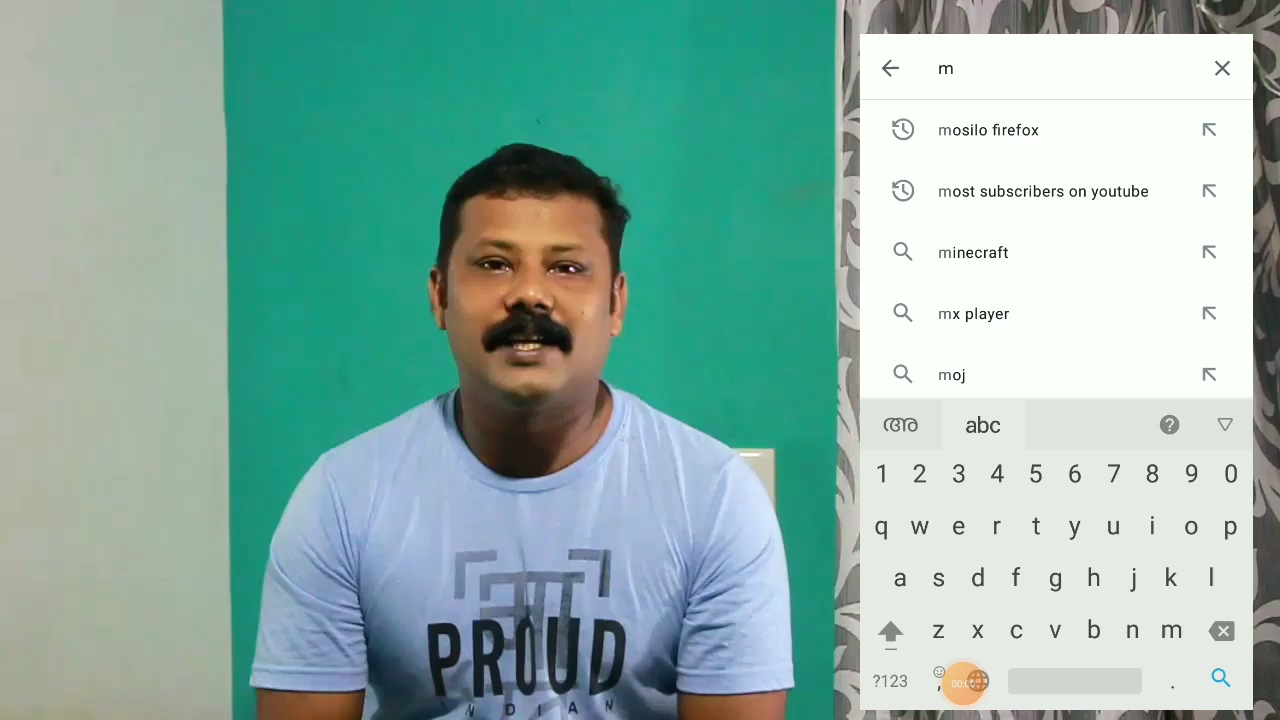 m
mosilo firefox
most subscribers on youtube
minecraft
mx player
moj
അ abc ?
1 2 3 4 5 6 7 8 9 0
q w e r t y u i o p
a s d f g h j k l
z x c v b n m
?123 , .
PROUD
INDIAN